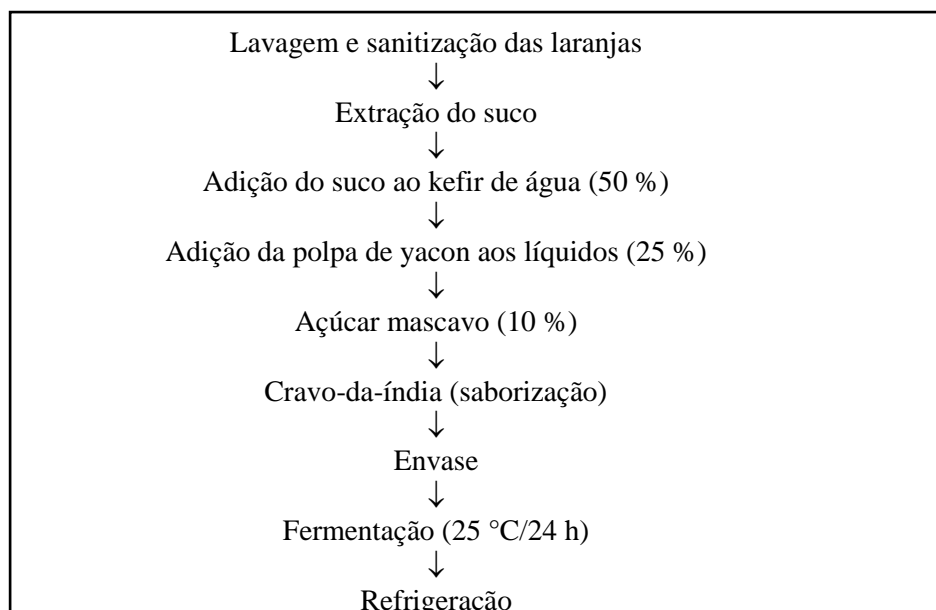 Lavagem e sanitização das laranjas
↓
Extração do suco
↓
Adição do suco ao kefir de água (50 %)
↓
Adição da polpa de yacon aos líquidos (25 %)
↓
Açúcar mascavo (10 %)
↓
Cravo-da-índia (saborização)
↓
Envase
↓
Fermentação (25 °C/24 h)
↓
Refrigeração